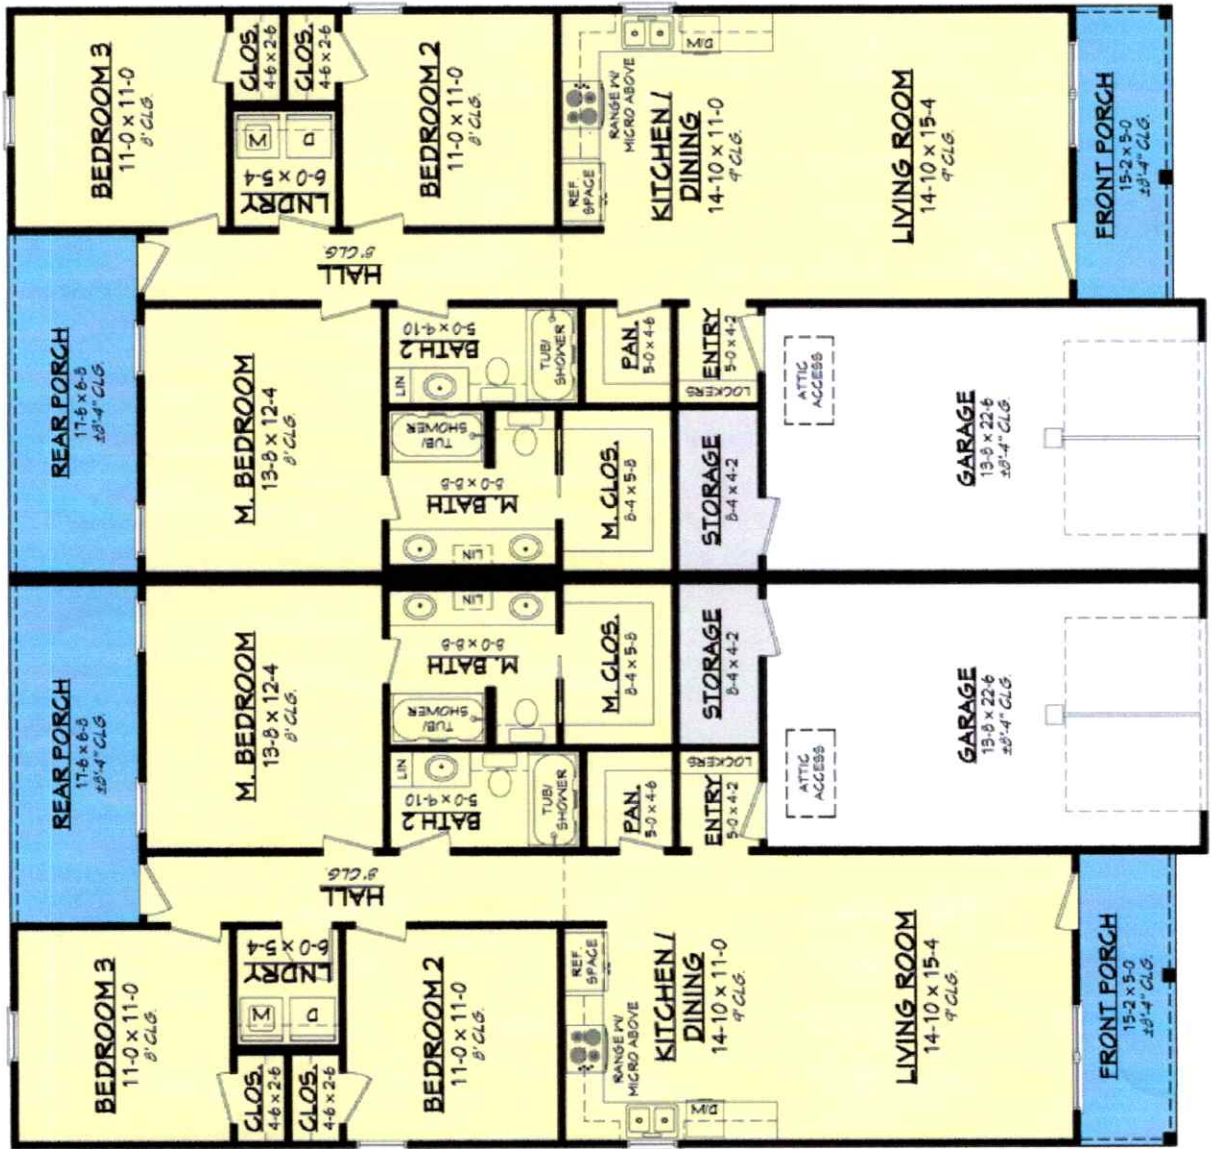 BEDROOM 3
11-0 x 11-0
8' CLG.
CLOS.
4-6 x 2-6
CLOS.
4-6 x 2-6
BEDROOM 2
11-0 x 11-0
8' CLG.
W
D
LNDRY
6-0 x 5-4
REF.
SPACE
RANGE W/
MICRO ABOVE
D/W
KITCHEN /
DINING
14-10 x 11-0
9' CLG.
LIVING ROOM
14-10 x 15-4
9' CLG.
FRONT PORCH
15-2 x 5-0
±8'-4" CLG.
HALL
8' CLG.
REAR PORCH
17-6 x 6-8
±8'-4" CLG.
M. BEDROOM
13-8 x 12-4
8' CLG.
BATH 2
5-0 x 9-10
LIN
TUB/
SHOWER
PAN.
5-0 x 4-6
ENTRY
5-0 x 4-2
LOCKERS
TUB/
SHOWER
M. BATH
8-0 x 8-8
LIN
M. CLOS.
8-4 x 5-8
STORAGE
8-4 x 4-2
ATTIC
ACCESS
GARAGE
13-8 x 22-6
±8'-4" CLG.
REAR PORCH
17-6 x 6-8
±8'-4" CLG.
M. BEDROOM
13-8 x 12-4
8' CLG.
LIN
M. BATH
8-0 x 8-8
TUB/
SHOWER
M. CLOS.
8-4 x 5-8
STORAGE
8-4 x 4-2
LIN
BATH 2
5-0 x 9-10
TUB/
SHOWER
PAN.
5-0 x 4-6
LOCKERS
ENTRY
5-0 x 4-2
ATTIC
ACCESS
GARAGE
13-8 x 22-6
±8'-4" CLG.
HALL
8' CLG.
BEDROOM 3
11-0 x 11-0
8' CLG.
LNDRY
6-0 x 5-4
W
D
CLOS.
4-6 x 2-6
CLOS.
4-6 x 2-6
BEDROOM 2
11-0 x 11-0
8' CLG.
REF.
SPACE
RANGE W/
MICRO ABOVE
D/W
KITCHEN /
DINING
14-10 x 11-0
9' CLG.
LIVING ROOM
14-10 x 15-4
9' CLG.
FRONT PORCH
15-2 x 5-0
±8'-4" CLG.